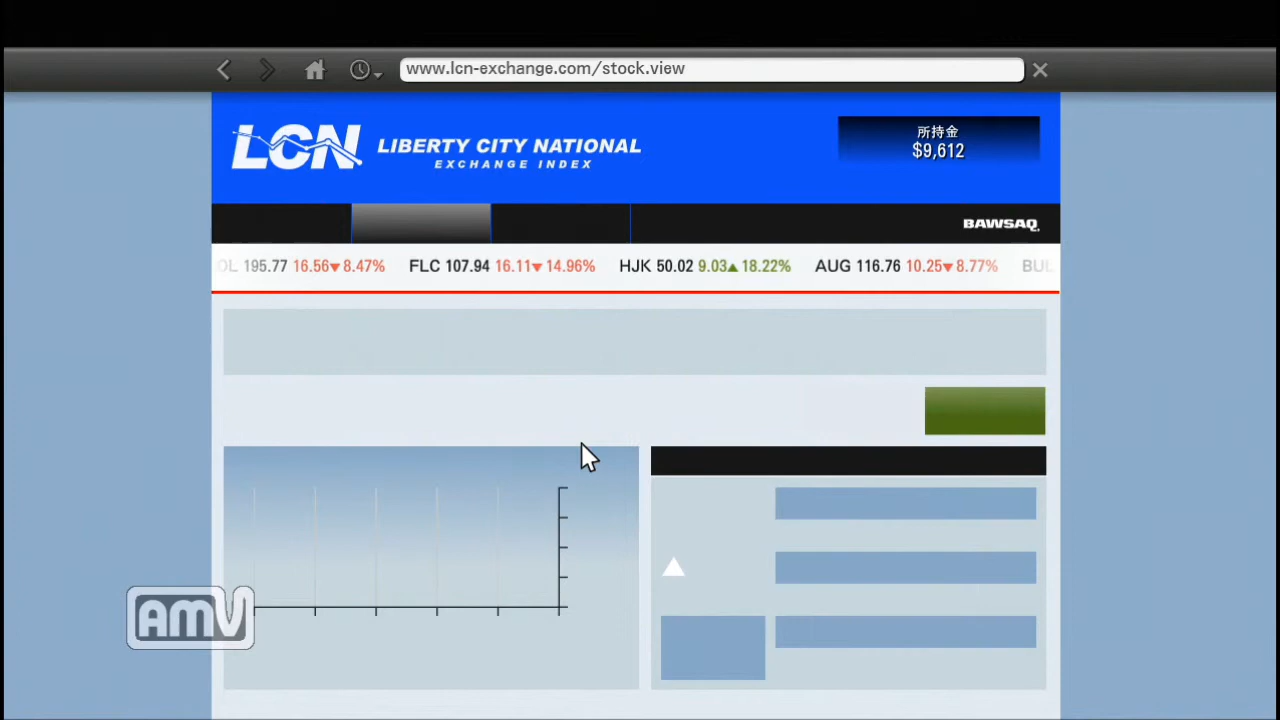 www.lcn-exchange.com/stock.view
LCN LIBERTY CITY NATIONAL
EXCHANGE INDEX
所持金
$9,612
BAWSAQ
OL 195.77 16.56▼8.47% FLC 107.94 16.11▼14.96% HJK 50.02 9.03▲18.22% AUG 116.76 10.25▼8.77% BUL
AMV